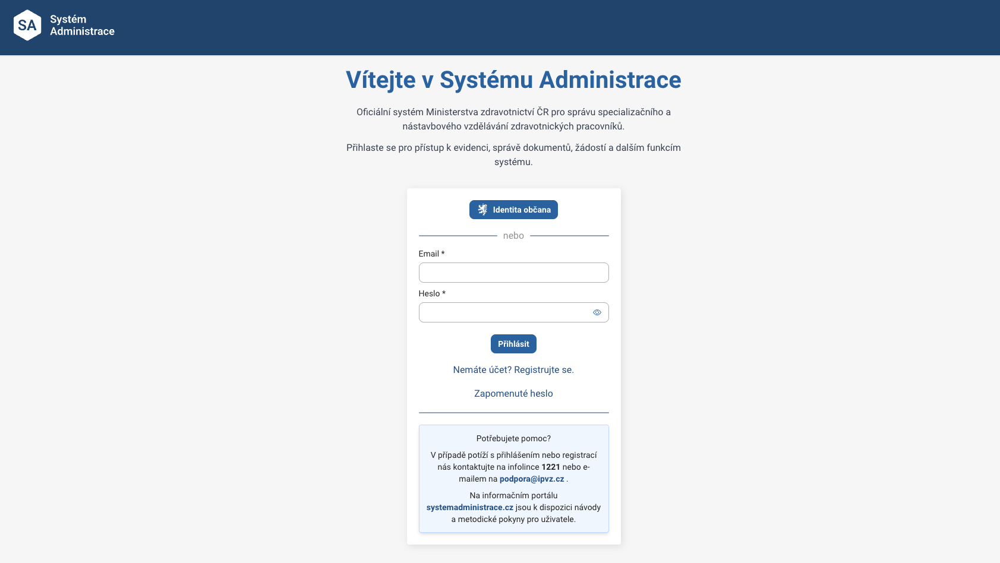 SA
Systém
Administrace
Vítejte v Systému Administrace
Oficiální systém Ministerstva zdravotnictví ČR pro správu specializačního a
nástavbového vzdělávání zdravotnických pracovníků.
Přihlaste se pro přístup k evidenci, správě dokumentů, žádostí a dalším funkcím
systému.
Identita občana
nebo
Email *
Heslo *
Přihlásit
Nemáte účet? Registrujte se.
Zapomenuté heslo
Potřebujete pomoc?
V případě potíží s přihlášením nebo registrací
nás kontaktujte na infolince 1221 nebo e-
mailem na podpora@ipvz.cz .
Na informačním portálu
systemadministrace.cz jsou k dispozici návody
a metodické pokyny pro uživatele.